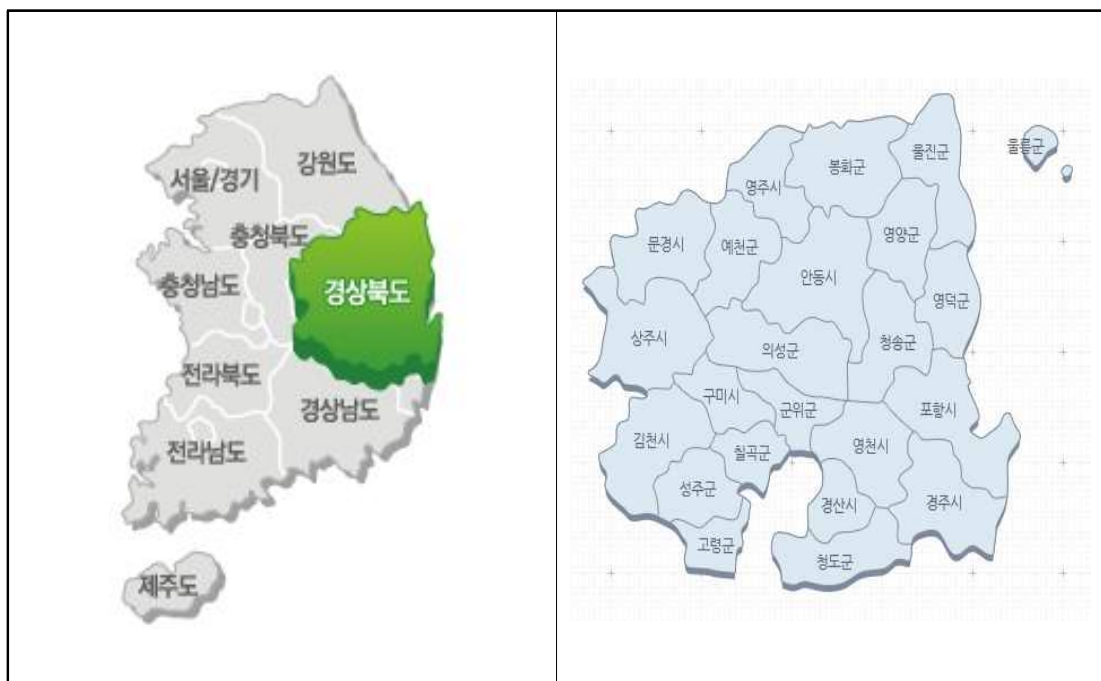 강원도
서울/경기
충청북도
충청남도
경상북도
전라북도
경상남도
전라남도
제주도
울릉군
울진군
봉화군
영주시
영양군
문경시
예천군
안동시
영덕군
상주시
의성군
청송군
구미시
군위군
포항시
김천시
칠곡군
영천시
성주군
경산시
경주시
고령군
청도군